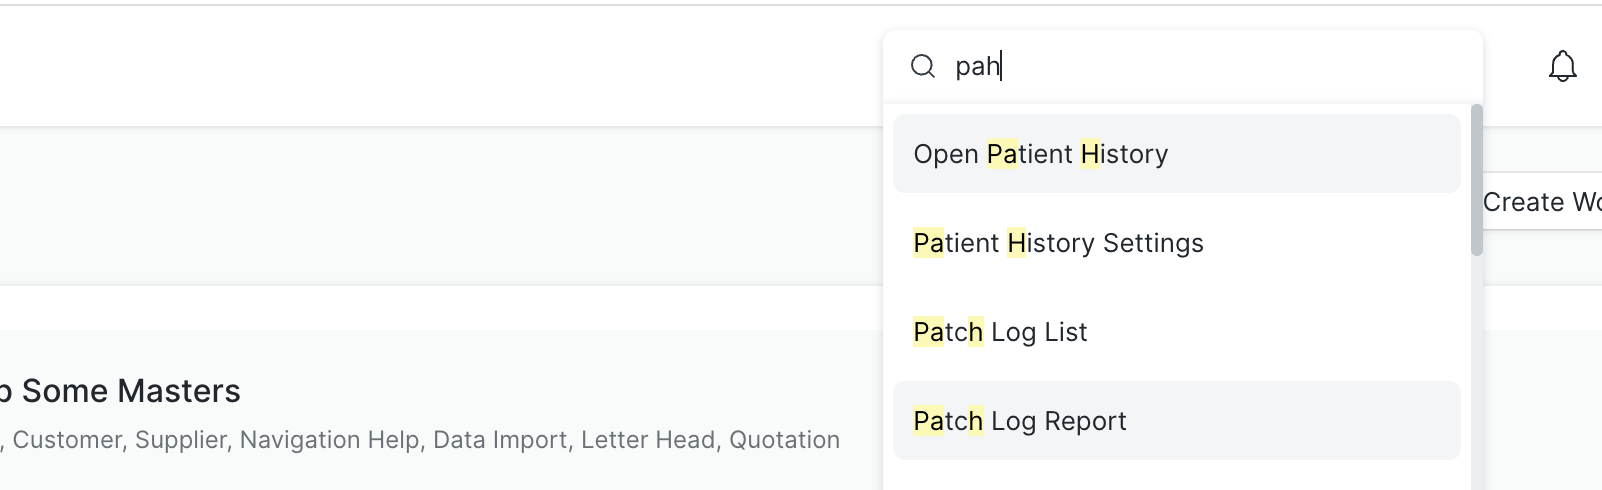 pah
Open Patient History
Create Wo
Patient History Settings
Patch Log List
Some Masters
Patch Log Report
, Customer, Supplier, Navigation Help, Data Import, Letter Head, Quotation